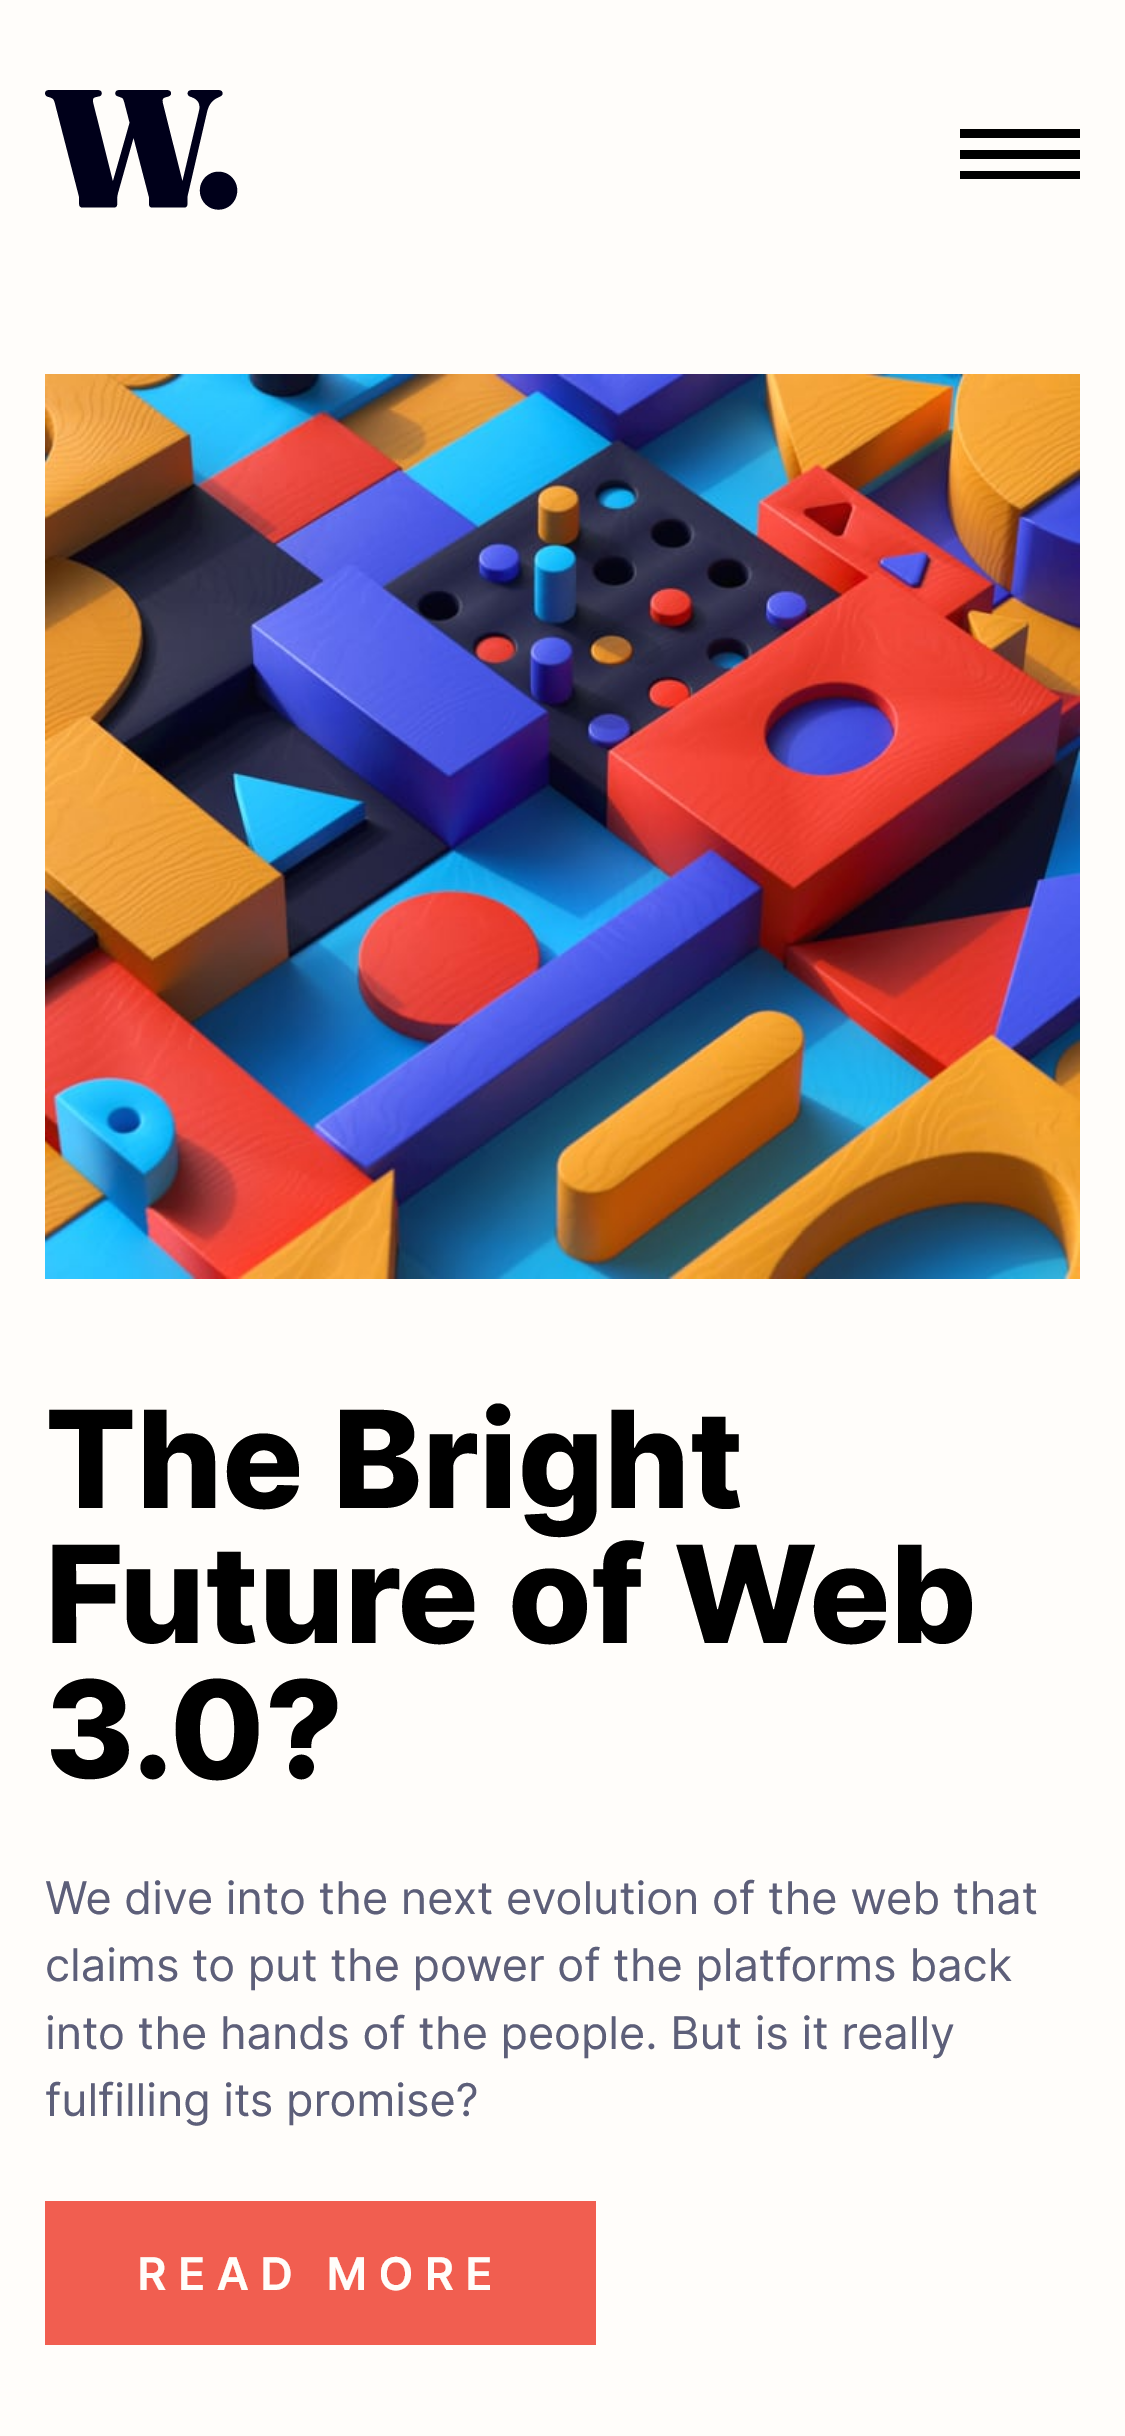 W.
The Bright
Future of Web
3.0?
We dive into the next evolution of the web that
claims to put the power of the platforms back
into the hands of the people. But is it really
fulfilling its promise?
READ MORE